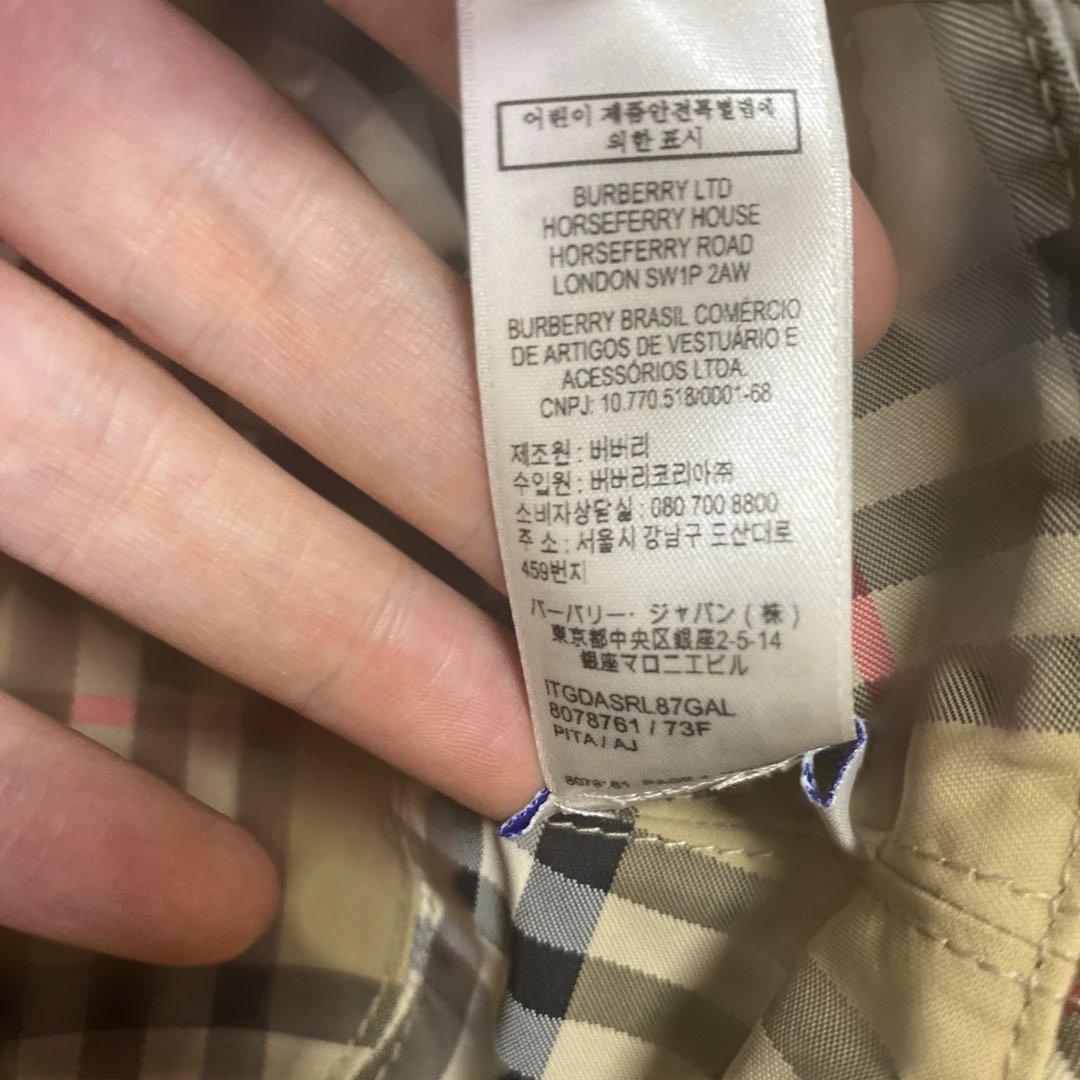 어린이 제품안전특별법에
의한 표시
BURBERRY LTD
HORSEFERRY HOUSE
HORSEFERRY ROAD
LONDON SW1P 2AW
BURBERRY BRASIL COMÉRCIO
DE ARTIGOS DE VESTUÁRIO E
ACESSÓRIOS LTDA.
CNPJ: 10.770.518/0001-68
제조원 : 버버리
수입원 : 버버리코리아㈜
소비자상담실 : 080 700 8800
주 소 : 서울시 강남구 도산대로
459번지
バーバリー・ジャパン ( 株 )
東京都中央区銀座2-5-14
銀座マロニエビル
ITGDASRL87GAL
8078761 / 73F
PITA / AJ